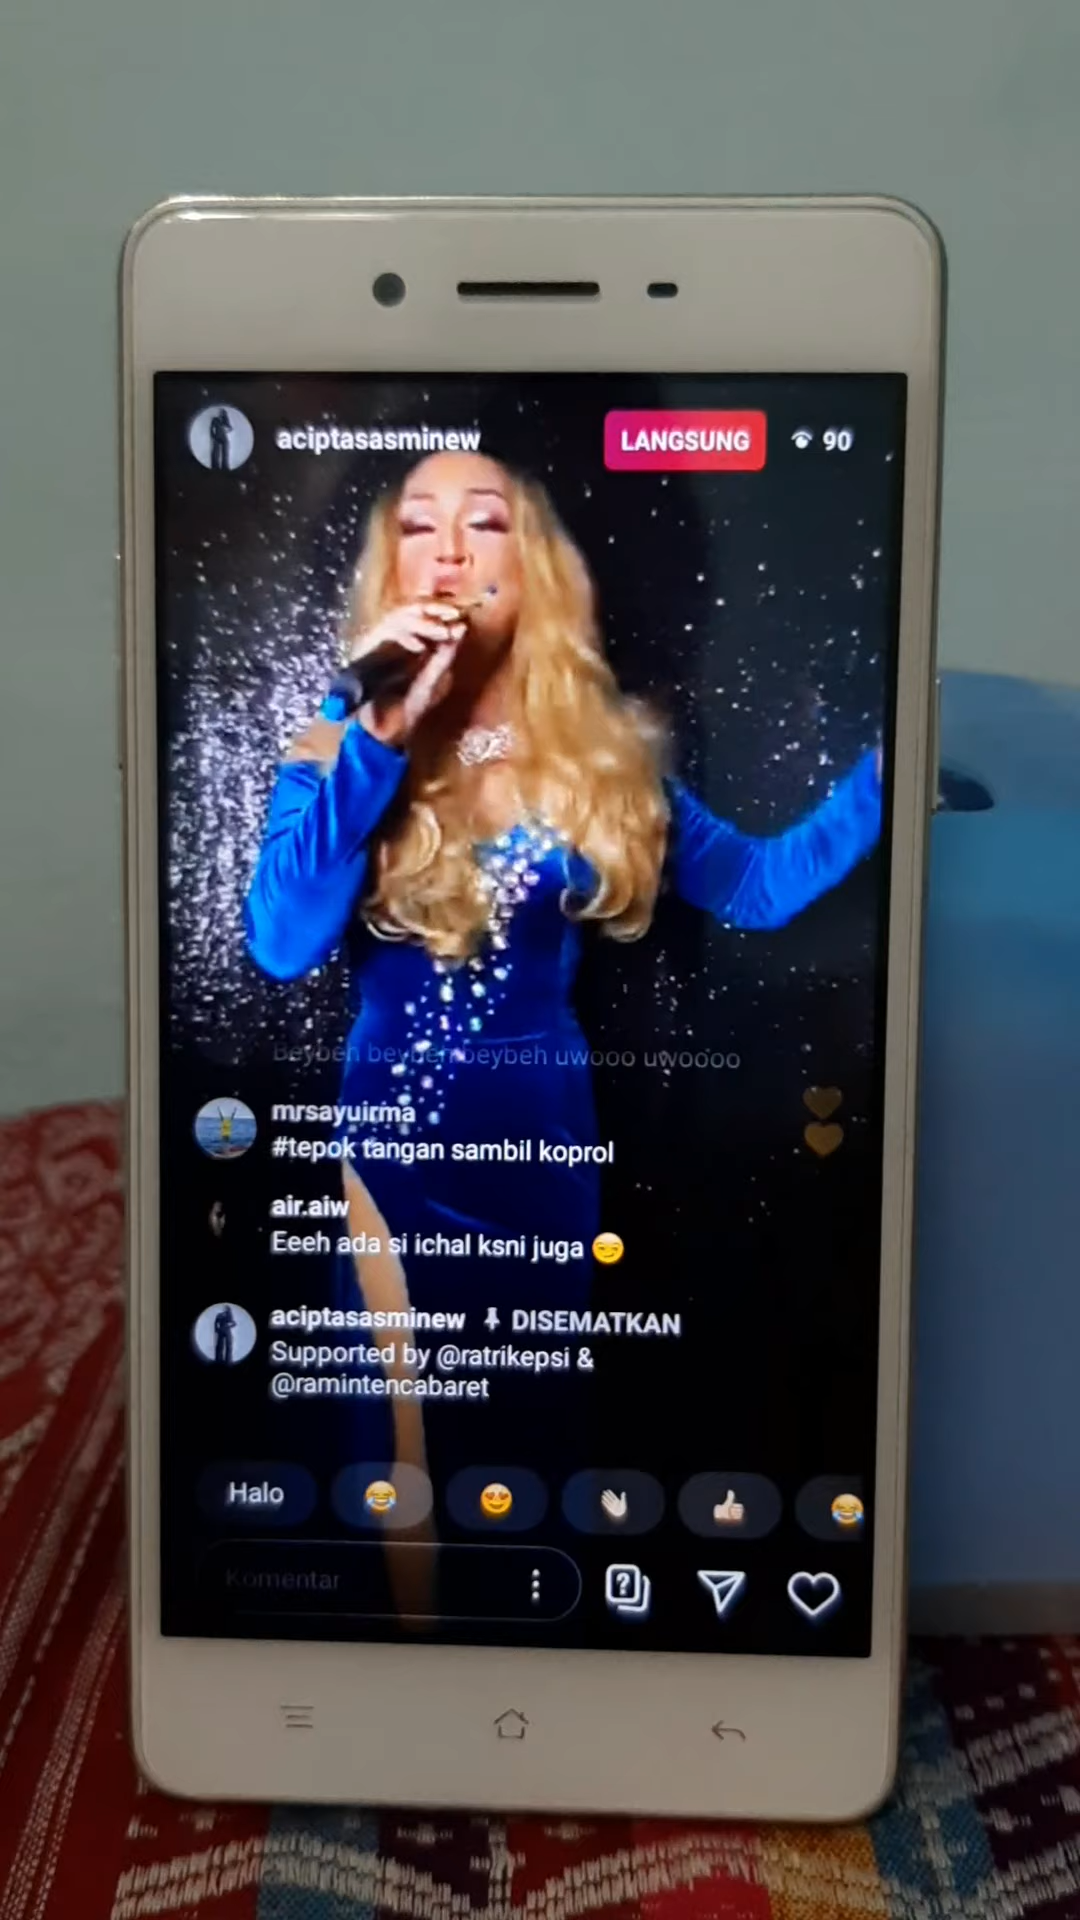 aciptasasminew
LANGSUNG
90
Beybeh beybeh beybeh uwooo uwoooo
mrsayuirma
#tepok tangan sambil koprol
air.aiw
Eeeh ada si ichal ksni juga 😏
aciptasasminew 📌 DISEMATKAN
Supported by @ratrikepsi &
@ramintencabaret
Halo 😂 😍 👋 👍 😂
Komentar